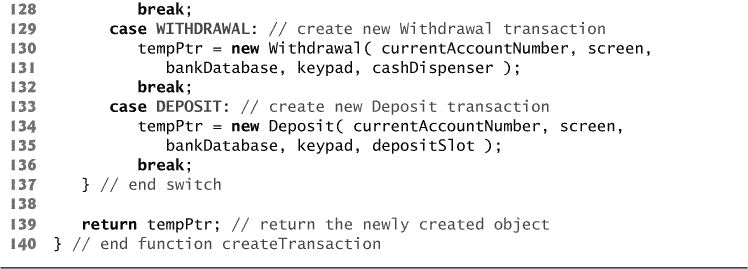 128 break;
129 case WITHDRAWAL: // create new Withdrawal transaction
130 tempPtr = new Withdrawal( currentAccountNumber, screen,
131 bankDatabase, keypad, cashDispenser );
132 break;
133 case DEPOSIT: // create new Deposit transaction
134 tempPtr = new Deposit( currentAccountNumber, screen,
135 bankDatabase, keypad, depositSlot );
136 break;
137 } // end switch
138
139 return tempPtr; // return the newly created object
140 } // end function createTransaction